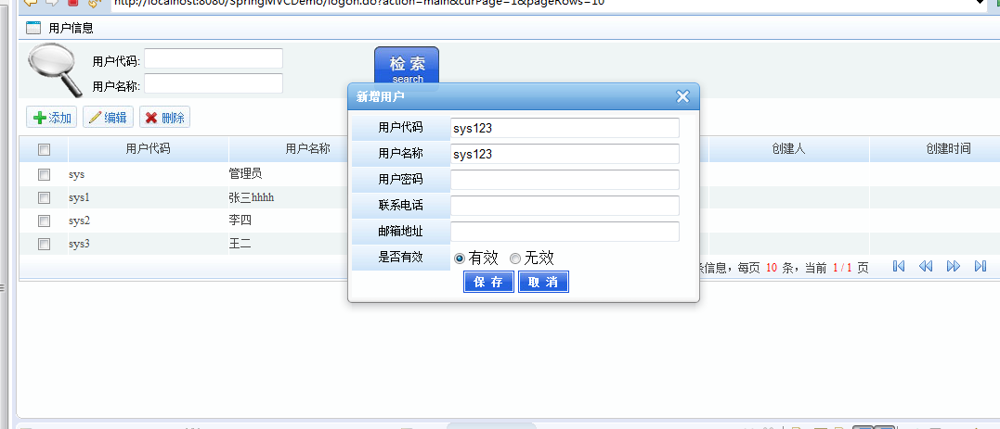 http://localhost:8080/SpringMVCDemo/logon.do?action=main&curPage=1&pageRows=10
用户信息
用户代码:
用户名称:
检 索
search
添加 编辑 删除
用户代码 用户名称 创建人 创建时间
sys 管理员
sys1 张三hhhh
sys2 李四
sys3 王二
条信息，每页 10 条，当前 1 / 1 页
新增用户
用户代码 sys123
用户名称 sys123
用户密码
联系电话
邮箱地址
是否有效 有效 无效
保 存 取 消